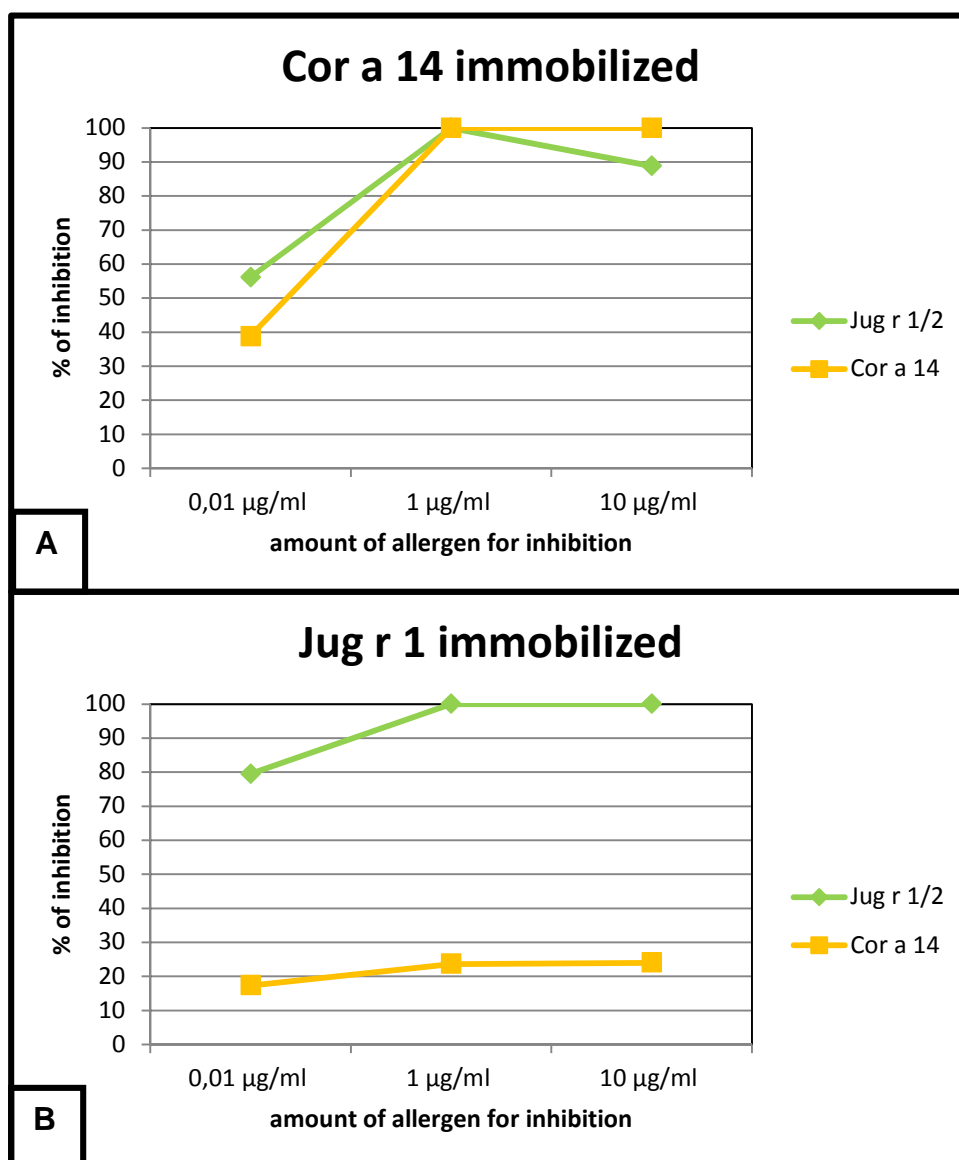 Cor a 14 immobilized
100
90
80
70
60
50
40
30
20
10
0
% of inhibition
0,01 µg/ml 1 µg/ml 10 µg/ml
amount of allergen for inhibition
Jug r 1/2
Cor a 14
A
Jug r 1 immobilized
100
90
80
70
60
50
40
30
20
10
0
% of inhibition
0,01 µg/ml 1 µg/ml 10 µg/ml
amount of allergen for inhibition
Jug r 1/2
Cor a 14
B